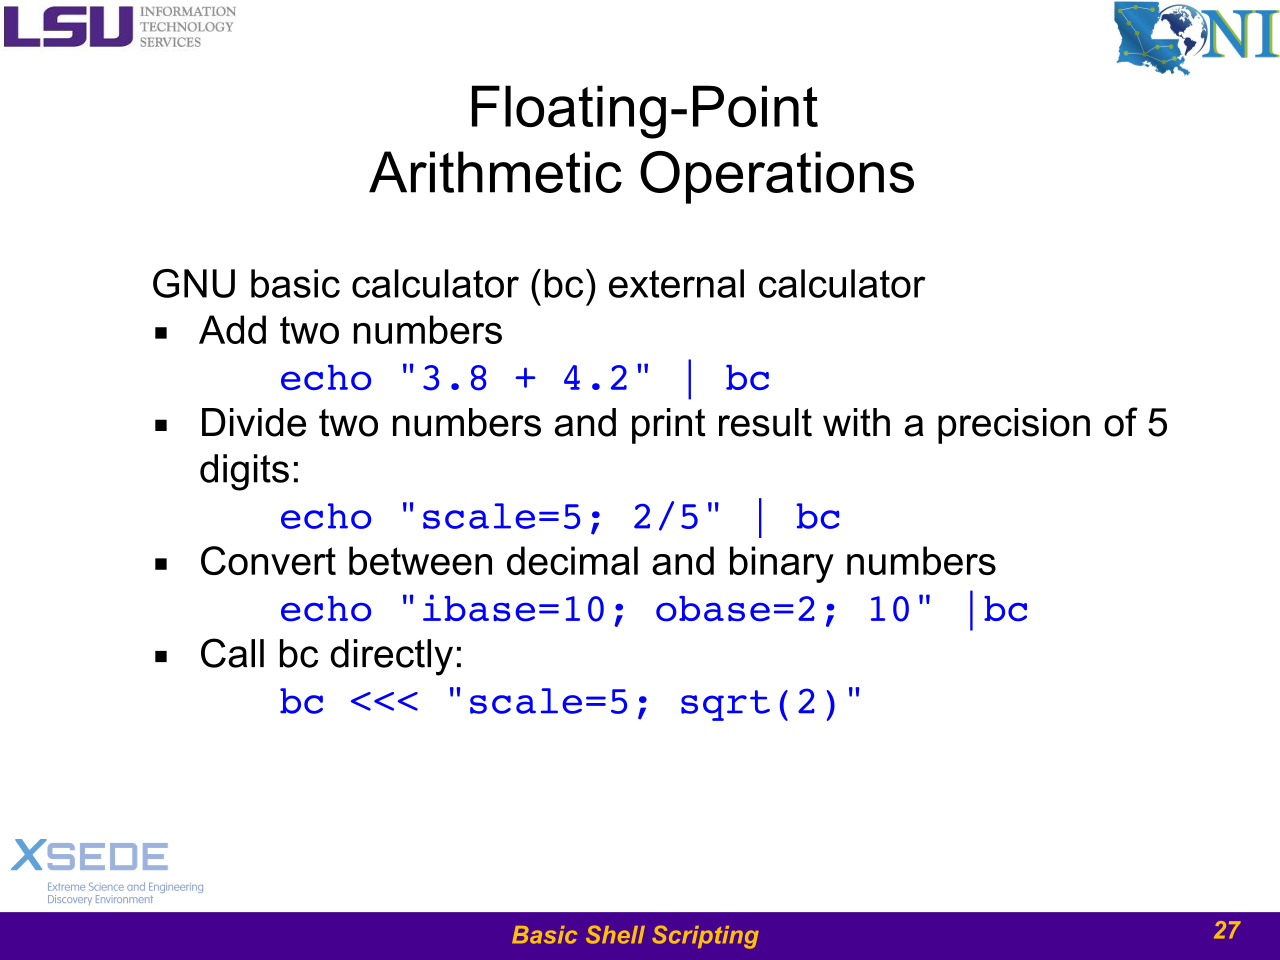 LSU INFORMATION
TECHNOLOGY
SERVICES
LONI
Floating-Point
Arithmetic Operations
GNU basic calculator (bc) external calculator
▪ Add two numbers
echo "3.8 + 4.2" | bc
▪ Divide two numbers and print result with a precision of 5
digits:
echo "scale=5; 2/5" | bc
▪ Convert between decimal and binary numbers
echo "ibase=10; obase=2; 10" |bc
▪ Call bc directly:
bc <<< "scale=5; sqrt(2)"
XSEDE
Extreme Science and Engineering
Discovery Environment
Basic Shell Scripting
27